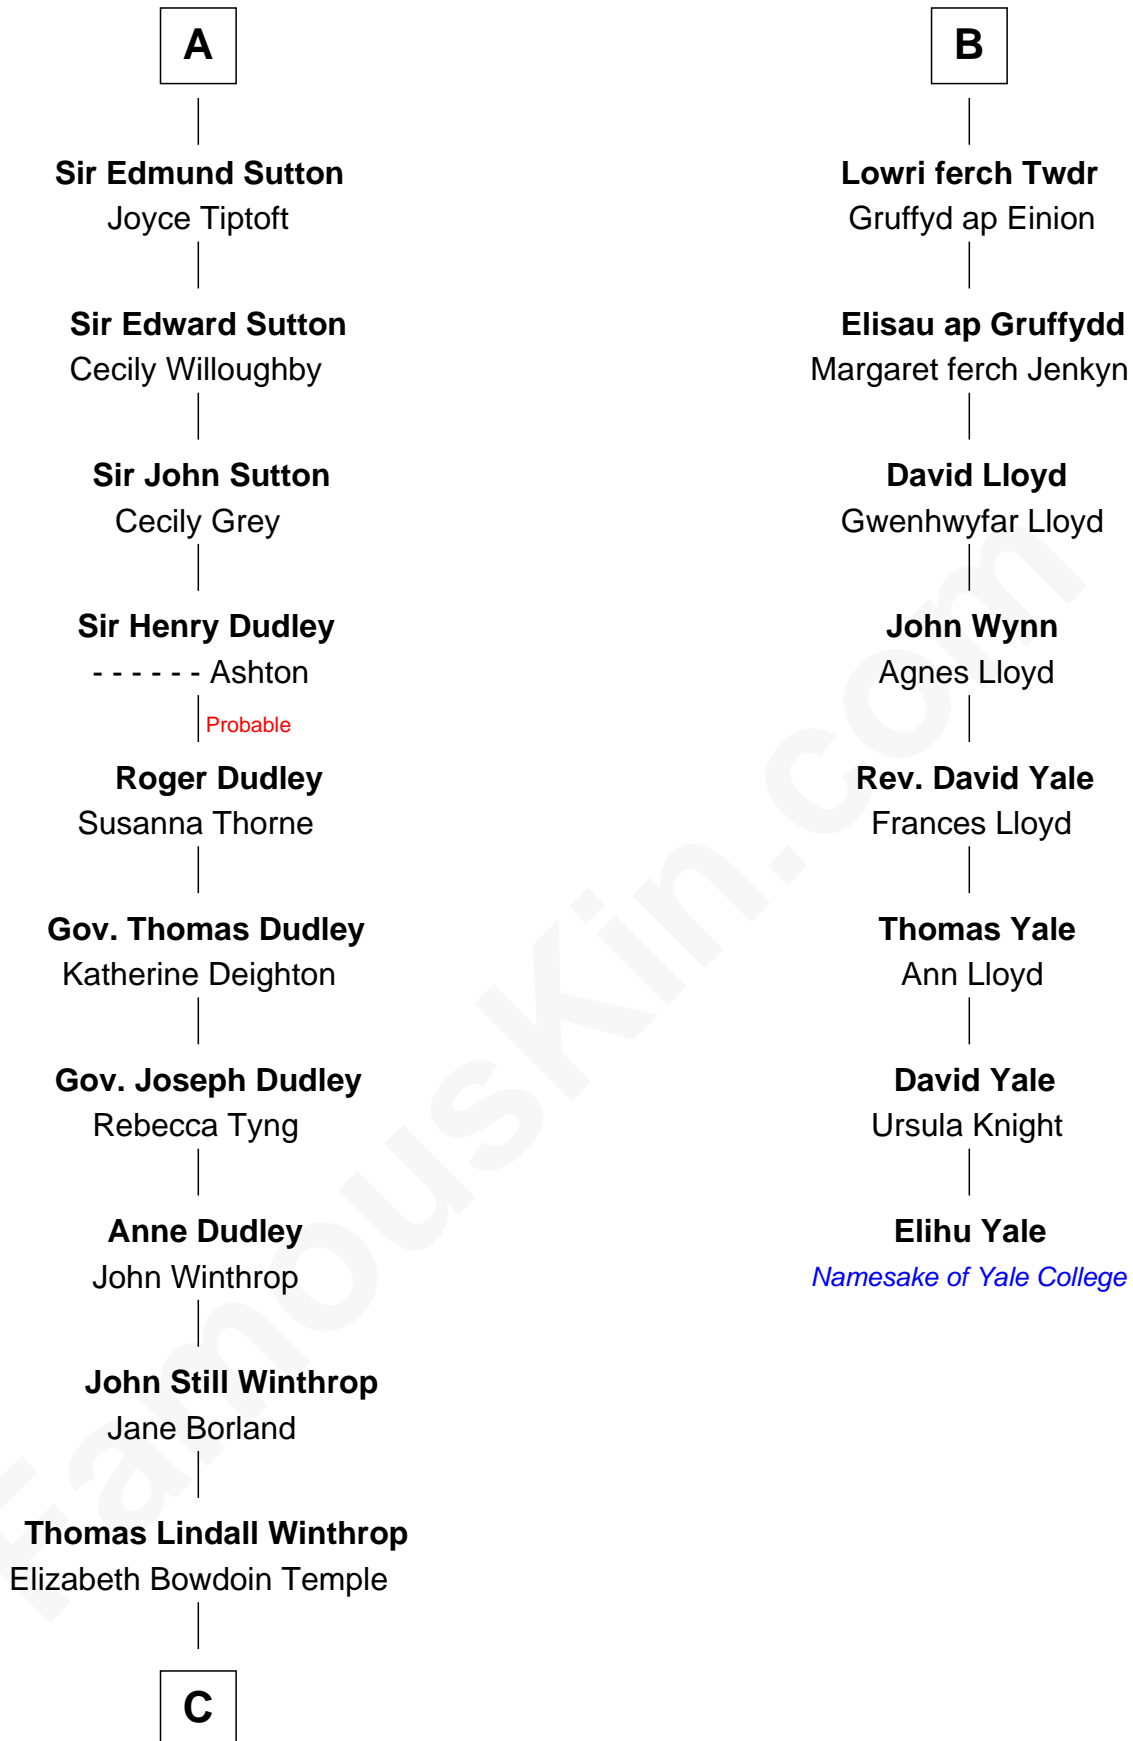 A
Sir Edmund Sutton
Joyce Tiptoft
Sir Edward Sutton
Cecily Willoughby
Sir John Sutton
Cecily Grey
Sir Henry Dudley
- - - - - - Ashton
Probable
Roger Dudley
Susanna Thorne
Gov. Thomas Dudley
Katherine Deighton
Gov. Joseph Dudley
Rebecca Tyng
Anne Dudley
John Winthrop
John Still Winthrop
Jane Borland
Thomas Lindall Winthrop
Elizabeth Bowdoin Temple
C
B
Lowri ferch Twdr
Gruffyd ap Einion
Elisau ap Gruffydd
Margaret ferch Jenkyn
David Lloyd
Gwenhwyfar Lloyd
John Wynn
Agnes Lloyd
Rev. David Yale
Frances Lloyd
Thomas Yale
Ann Lloyd
David Yale
Ursula Knight
Elihu Yale
Namesake of Yale College
FamousKin.com